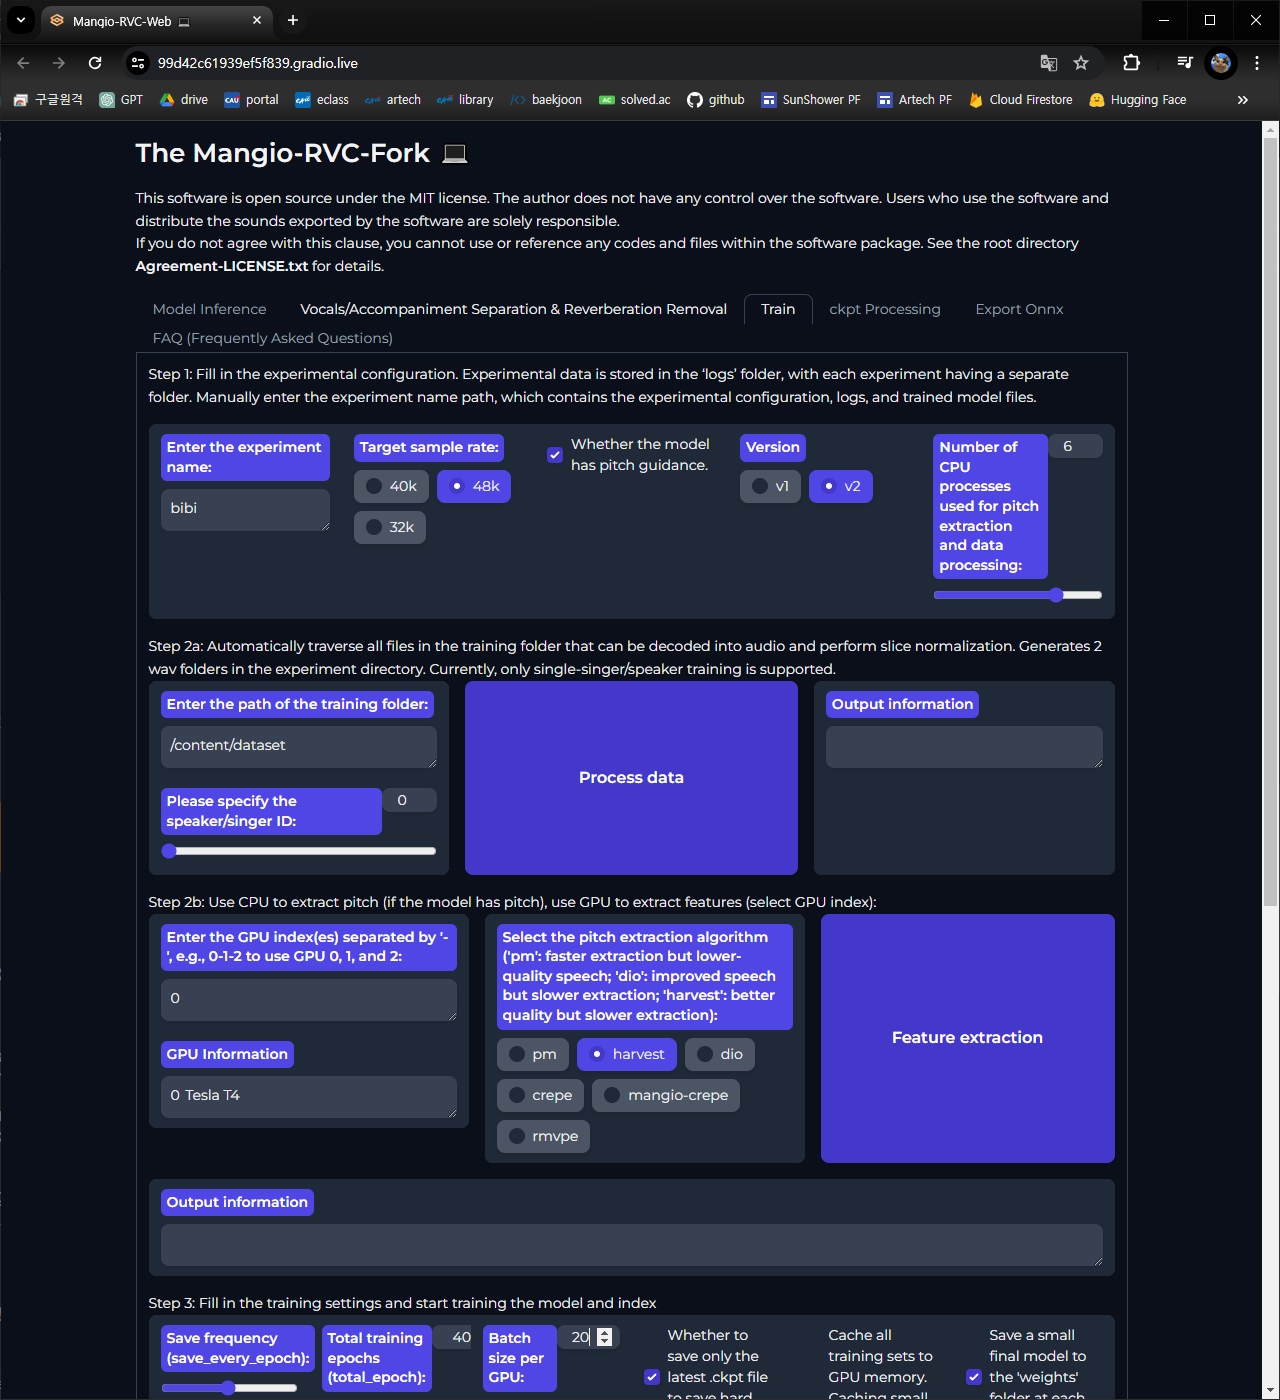 Mangio-RVC-Web
99d42c61939ef5f839.gradio.live
구글원격 GPT drive portal eclass artech library baekjoon solved.ac github SunShower PF Artech PF Cloud Firestore Hugging Face
The Mangio-RVC-Fork
This software is open source under the MIT license. The author does not have any control over the software. Users who use the software and
distribute the sounds exported by the software are solely responsible.
If you do not agree with this clause, you cannot use or reference any codes and files within the software package. See the root directory
Agreement-LICENSE.txt for details.
Model Inference Vocals/Accompaniment Separation & Reverberation Removal Train ckpt Processing Export Onnx
FAQ (Frequently Asked Questions)
Step 1: Fill in the experimental configuration. Experimental data is stored in the ‘logs’ folder, with each experiment having a separate
folder. Manually enter the experiment name path, which contains the experimental configuration, logs, and trained model files.
Enter the experiment
name:
bibi
Target sample rate:
40k 48k
32k
Whether the model
has pitch guidance.
Version
v1 v2
Number of
CPU
processes
used for pitch
extraction
and data
processing:
6
Step 2a: Automatically traverse all files in the training folder that can be decoded into audio and perform slice normalization. Generates 2
wav folders in the experiment directory. Currently, only single-singer/speaker training is supported.
Enter the path of the training folder:
/content/dataset
Please specify the
speaker/singer ID:
0
Process data
Output information
Step 2b: Use CPU to extract pitch (if the model has pitch), use GPU to extract features (select GPU index):
Enter the GPU index(es) separated by '-
', e.g., 0-1-2 to use GPU 0, 1, and 2:
0
GPU Information
0 Tesla T4
Select the pitch extraction algorithm
('pm': faster extraction but lower-
quality speech; 'dio': improved speech
but slower extraction; 'harvest': better
quality but slower extraction):
pm harvest dio
crepe mangio-crepe
rmvpe
Feature extraction
Output information
Step 3: Fill in the training settings and start training the model and index
Save frequency
(save_every_epoch):
Total training
epochs
(total_epoch):
40
Batch
size per
GPU:
20
Whether to
save only the
latest .ckpt file
to save hard
Cache all
training sets to
GPU memory.
Caching small
Save a small
final model to
the 'weights'
folder at each